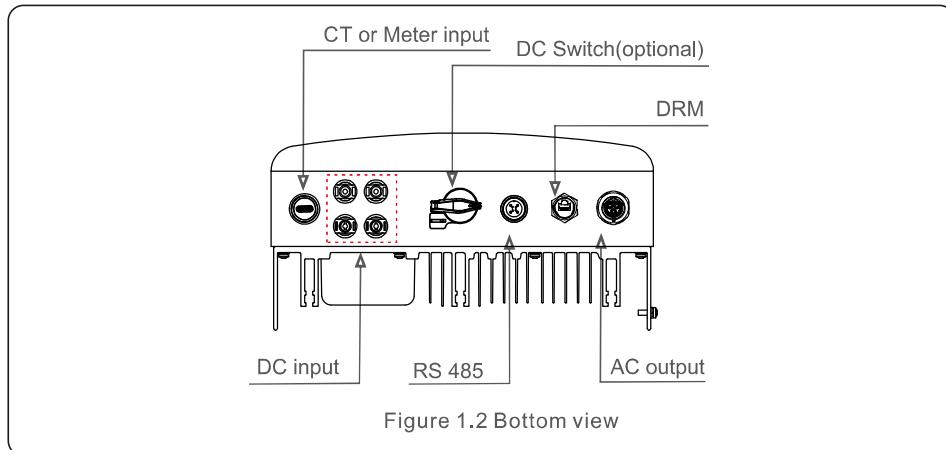 CT or Meter input
DC Switch(optional)
DRM
DC input
RS 485
AC output
Figure 1.2 Bottom view